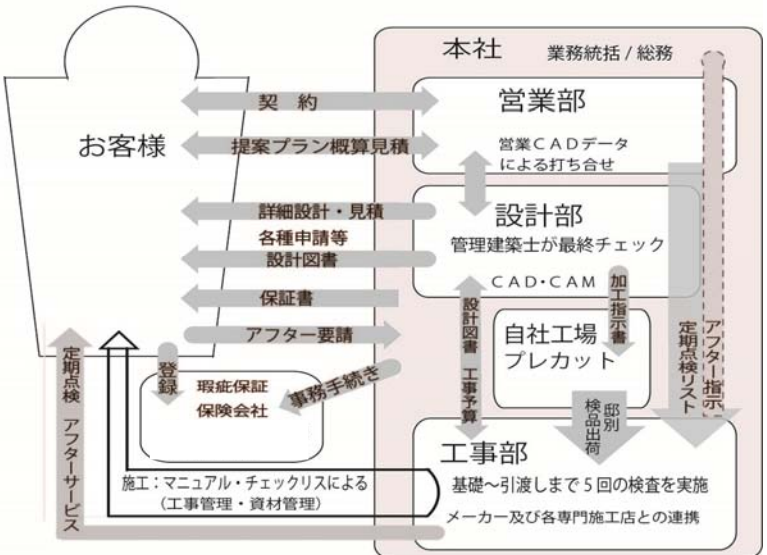 本社 業務統括 / 総務
お客様
契 約
提案プラン概算見積
詳細設計・見積
各種申請等
設計図書
保証書
アフター要請
登録
瑕疵保証
保険会社
事務手続き
定期点検 アフターサービス
施工:マニュアル・チェックリスによる
(工事管理・資材管理)
営業部
営業CADデータ
による打ち合せ
設計部
管理建築士が最終チェック
CAD・CAM
加工指示書
設計図書 工事予算
自社工場
プレカット
邸別
検品出荷
定期点検リスト
アフター指示
工事部
基礎~引渡しまで5回の検査を実施
メーカー及び各専門施工店との連携